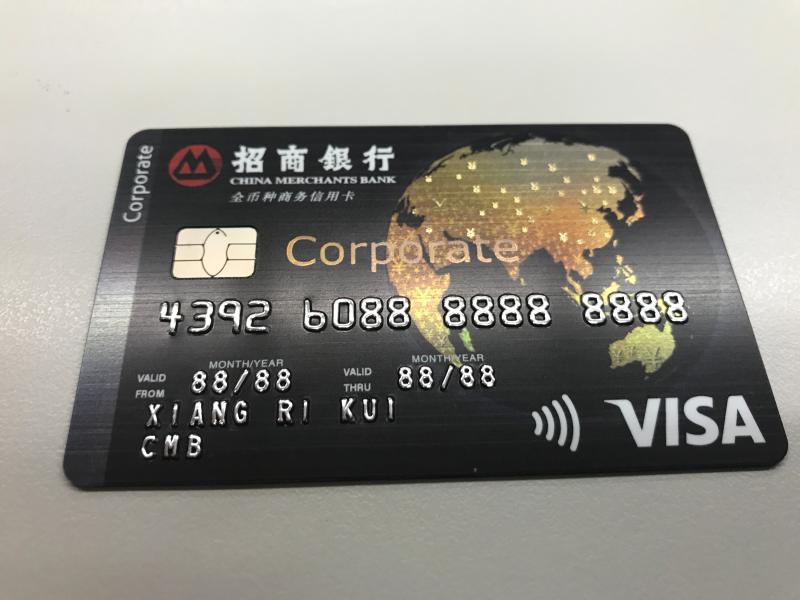 Corporate
招商銀行
CHINA MERCHANTS BANK
全币种商务信用卡
Corporate
4392 6088 8888 8888
MONTH/YEAR MONTH/YEAR
VALID FROM 88/88 VALID THRU 88/88
XIANG RI KUI
CMB
VISA